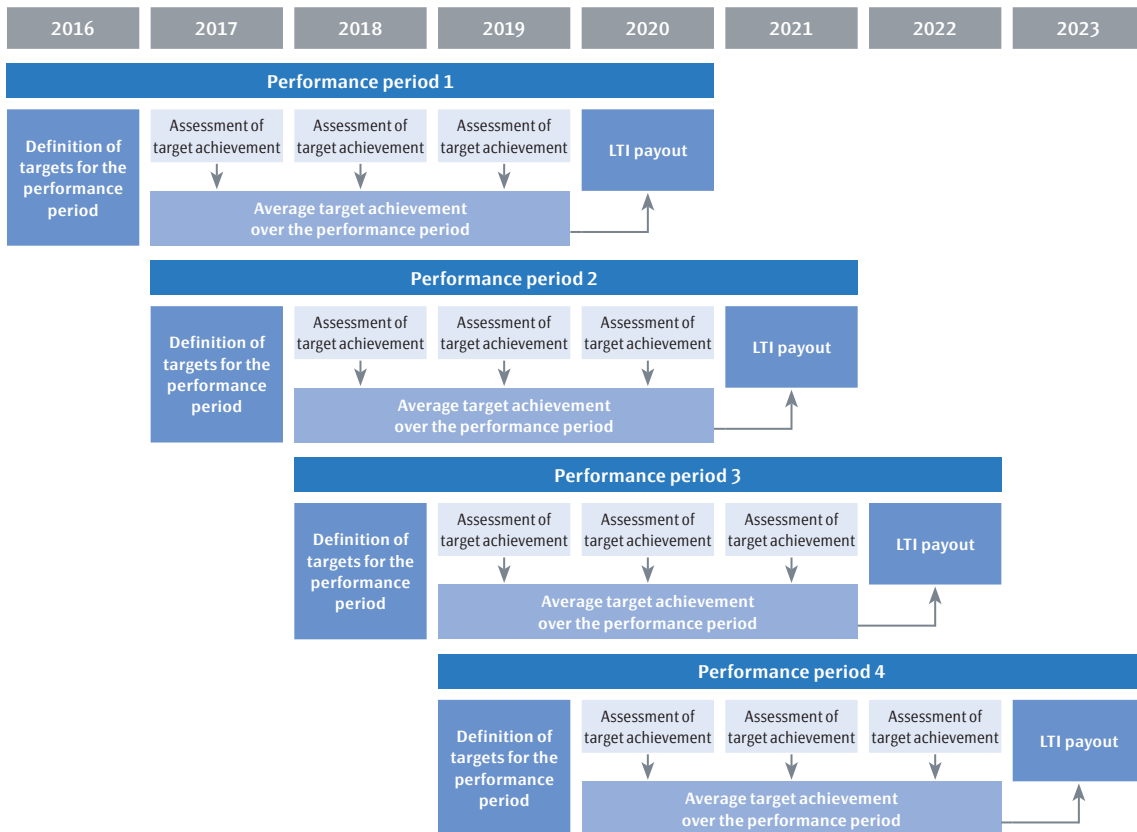 2016 2017 2018 2019 2020 2021 2022 2023
Performance period 1
Definition of
targets for the
performance
period
Assessment of
target achievement
Assessment of
target achievement
Assessment of
target achievement
LTI payout
Average target achievement
over the performance period
Performance period 2
Definition of
targets for the
performance
period
Assessment of
target achievement
Assessment of
target achievement
Assessment of
target achievement
LTI payout
Average target achievement
over the performance period
Performance period 3
Definition of
targets for the
performance
period
Assessment of
target achievement
Assessment of
target achievement
Assessment of
target achievement
LTI payout
Average target achievement
over the performance period
Performance period 4
Definition of
targets for the
performance
period
Assessment of
target achievement
Assessment of
target achievement
Assessment of
target achievement
LTI payout
Average target achievement
over the performance period